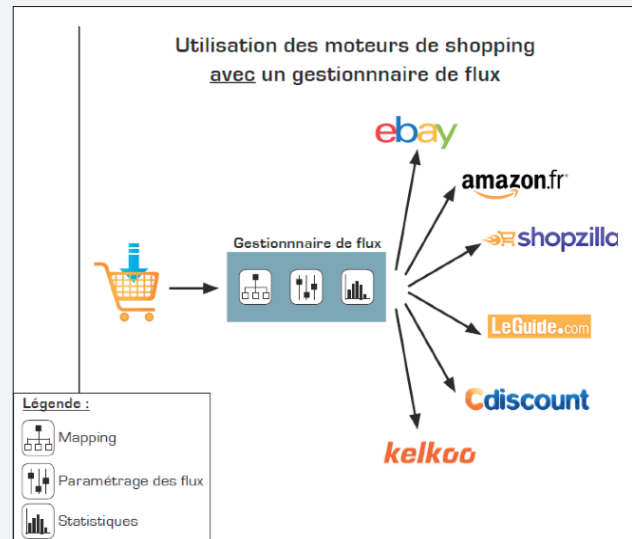 Utilisation des moteurs de shopping
avec un gestionnnaire de flux
ebay
amazon.fr
shopzilla
Gestionnnaire de flux
LeGuide.com
Cdiscount
kelkoo
Légende :
Mapping
Paramétrage des flux
Statistiques